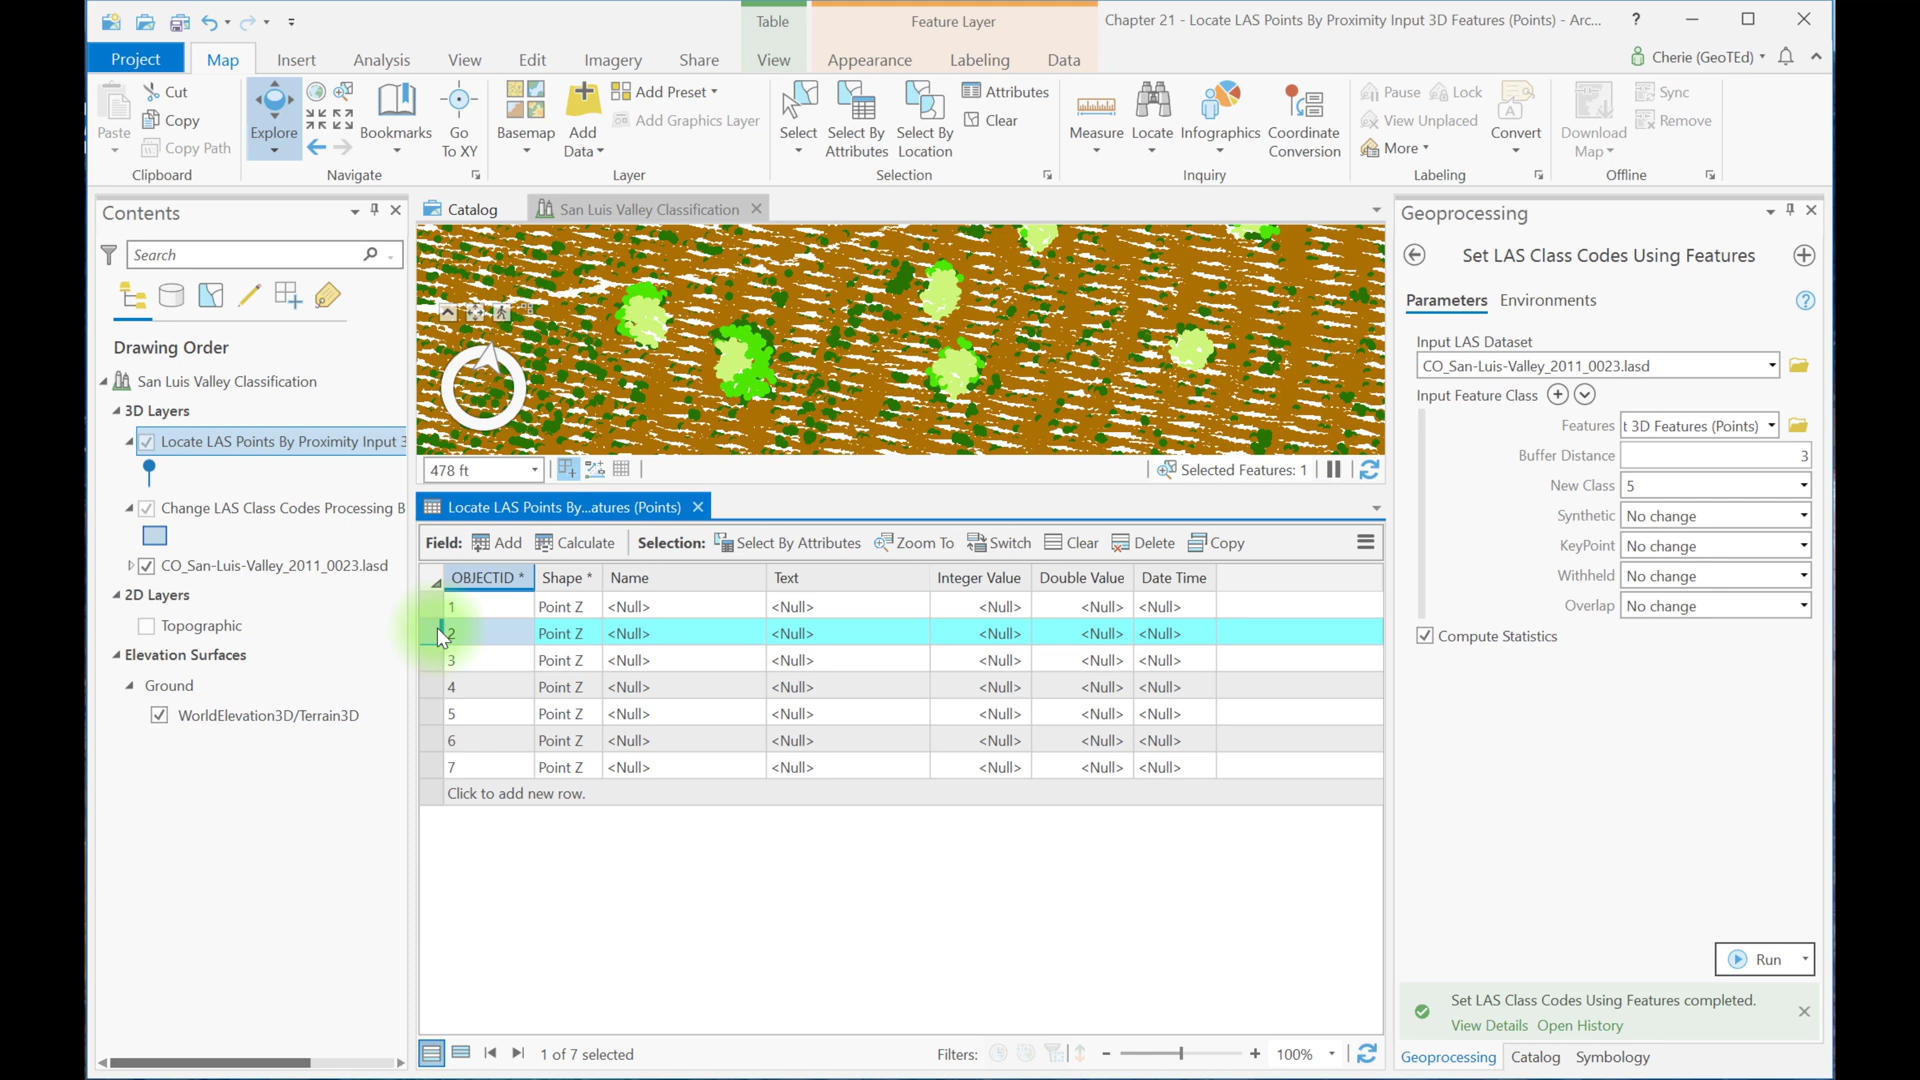 Table
Feature Layer
Chapter 21 - Locate LAS Points By Proximity Input 3D Features (Points) - Arc...
?
Project
Map
Insert
Analysis
View
Edit
Imagery
Share
View
Appearance
Labeling
Data
Cherie (GeoTEd)
Paste
Cut
Copy
Copy Path
Clipboard
Explore
Bookmarks
Go
To XY
Navigate
Basemap
Add
Data
Add Preset
Add Graphics Layer
Layer
Select
Select By
Attributes
Select By
Location
Attributes
Clear
Selection
Measure
Locate
Infographics
Coordinate
Conversion
Inquiry
Pause
Lock
View Unplaced
More
Convert
Labeling
Download
Map
Sync
Remove
Offline
Contents
Search
Drawing Order
San Luis Valley Classification
3D Layers
Locate LAS Points By Proximity Input 3
Change LAS Class Codes Processing B
CO_San-Luis-Valley_2011_0023.lasd
2D Layers
Topographic
Elevation Surfaces
Ground
WorldElevation3D/Terrain3D
Catalog
San Luis Valley Classification
478 ft
Selected Features: 1
Locate LAS Points By...atures (Points)
Field:
Add
Calculate
Selection:
Select By Attributes
Zoom To
Switch
Clear
Delete
Copy
OBJECTID * Shape * Name Text Integer Value Double Value Date Time
1 Point Z <Null> <Null> <Null> <Null> <Null>
2 Point Z <Null> <Null> <Null> <Null> <Null>
3 Point Z <Null> <Null> <Null> <Null> <Null>
4 Point Z <Null> <Null> <Null> <Null> <Null>
5 Point Z <Null> <Null> <Null> <Null> <Null>
6 Point Z <Null> <Null> <Null> <Null> <Null>
7 Point Z <Null> <Null> <Null> <Null> <Null>
Click to add new row.
1 of 7 selected
Filters:
100%
Geoprocessing
Set LAS Class Codes Using Features
Parameters
Environments
?
Input LAS Dataset
CO_San-Luis-Valley_2011_0023.lasd
Input Feature Class
Features t 3D Features (Points)
Buffer Distance 3
New Class 5
Synthetic No change
KeyPoint No change
Withheld No change
Overlap No change
Compute Statistics
Run
Set LAS Class Codes Using Features completed.
View Details Open History
Geoprocessing
Catalog
Symbology